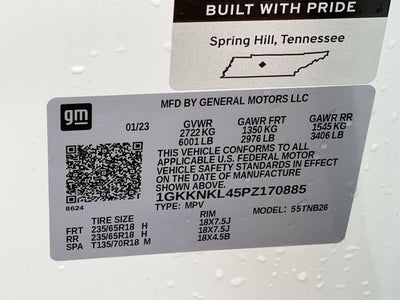 BUILT WITH PRIDE
Spring Hill, Tennessee
gm
MFD BY GENERAL MOTORS LLC
01/23 GVWR GAWR FRT GAWR RR
2722 KG 1350 KG 1545 KG
6001 LB 2976 LB 3406 LB
THIS VEHICLE CONFORMS TO ALL
APPLICABLE U.S. FEDERAL MOTOR
VEHICLE SAFETY STANDARDS IN EFFECT
ON THE DATE OF MANUFACTURE SHOWN ABOVE.
8624 1GKKNKL45PZ170885
TYPE: MPV MODEL: 55TNB26
TIRE SIZE RIM
FRT 235/65R18 H 18X7.5J
RR 235/65R18 H 18X7.5J
SPA T135/70R18 M 18X4.5B